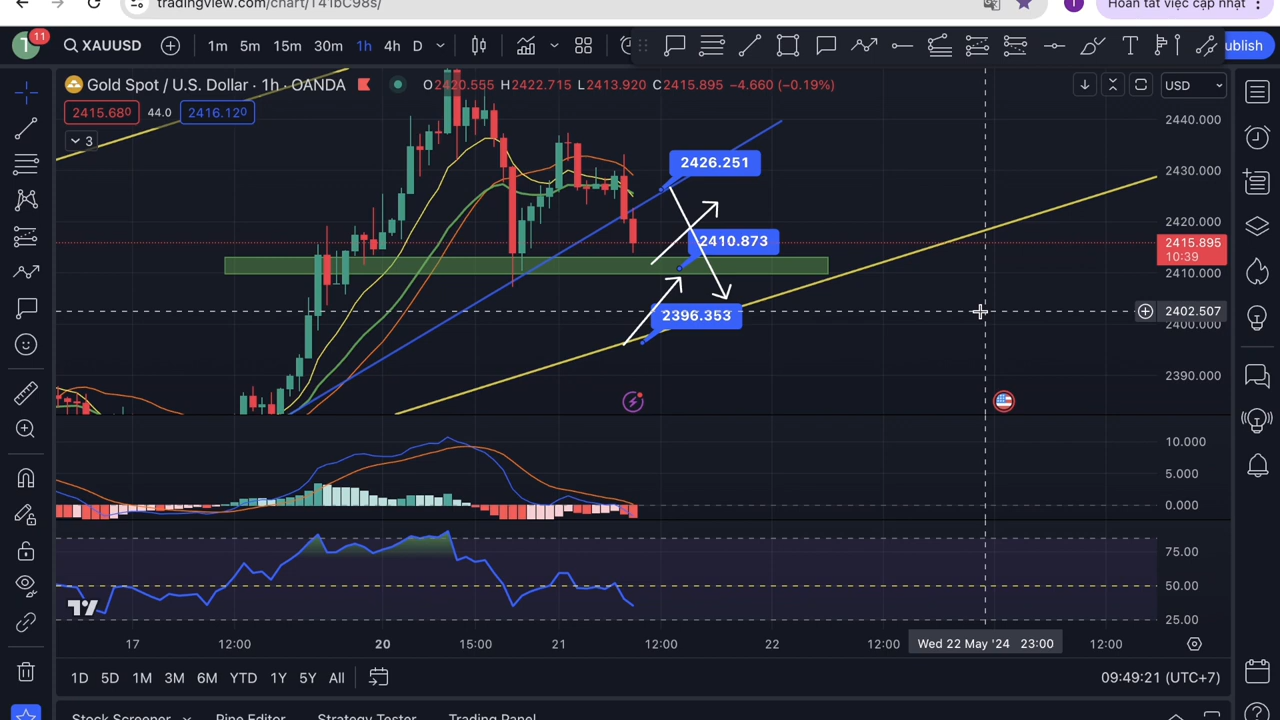 tradingview.com/chart/T41bC98s/
T
Hoàn tất việc cập nhật
11
XAUUSD
1m 5m 15m 30m 1h 4h D
ublish
Gold Spot / U.S. Dollar · 1h · OANDA
O2420.555 H2422.715 L2413.920 C2415.895 −4.660 (−0.19%)
USD
2415.680 44.0 2416.120
3
2440.000
2430.000
2420.000
2415.895
10:39
2410.000
2402.507
2400.000
2390.000
2426.251
2410.873
2396.353
10.000
5.000
0.000
75.00
50.00
25.00
17 12:00 20 15:00 21 12:00 22 12:00 Wed 22 May '24 23:00 12:00
1D 5D 1M 3M 6M YTD 1Y 5Y All
09:49:21 (UTC+7)
Stock Screener Pine Editor Strategy Tester Trading Panel